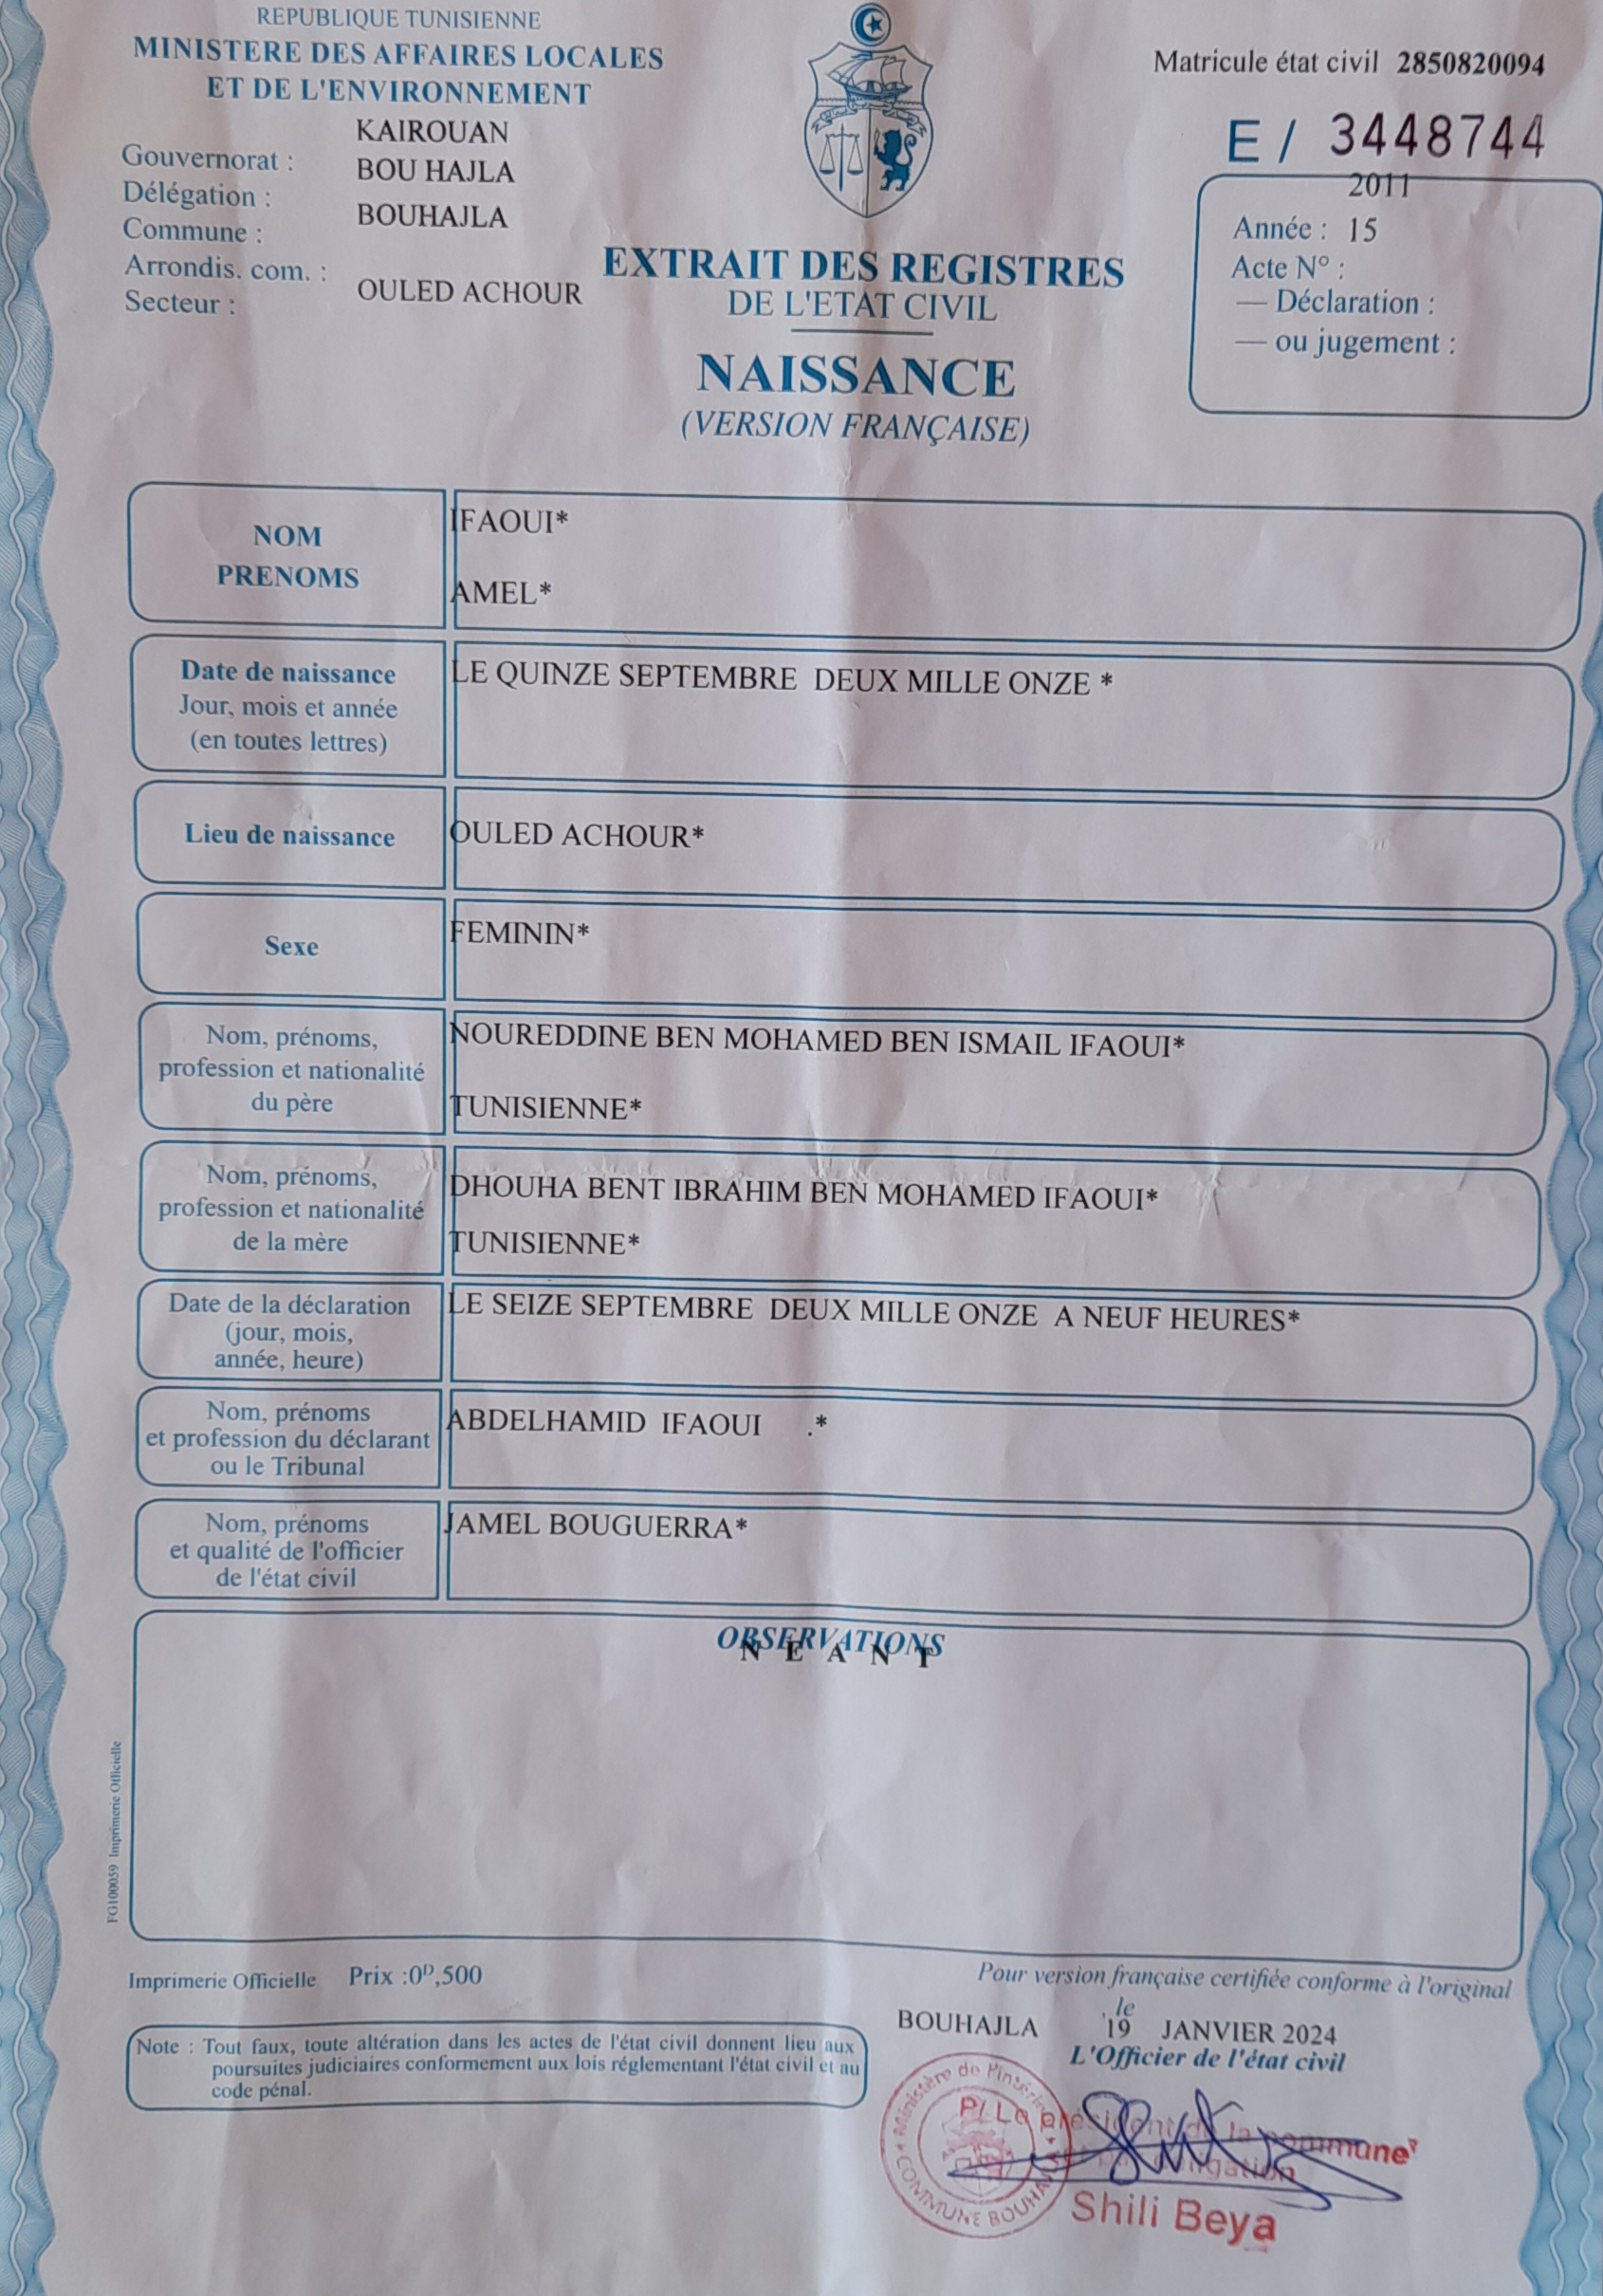 REPUBLIQUE TUNISIENNE
MINISTERE DES AFFAIRES LOCALES
ET DE L'ENVIRONNEMENT
KAIROUAN
Gouvernorat :
BOU HAJLA
Délégation :
BOUHAJLA
Commune :
Arrondis. com. :
OULED ACHOUR
Secteur :
Matricule état civil 2850820094
E / 3448744
2011
Année : 15
Acte N° :
— Déclaration :
— ou jugement :
EXTRAIT DES REGISTRES
DE L'ETAT CIVIL
NAISSANCE
(VERSION FRANÇAISE)
NOM
PRENOMS
IFAOUI*
AMEL*
Date de naissance
Jour, mois et année
(en toutes lettres)
LE QUINZE SEPTEMBRE DEUX MILLE ONZE *
Lieu de naissance
OULED ACHOUR*
Sexe
FEMININ*
Nom, prénoms,
profession et nationalité
du père
NOUREDDINE BEN MOHAMED BEN ISMAIL IFAOUI*
TUNISIENNE*
Nom, prénoms,
profession et nationalité
de la mère
DHOUHA BENT IBRAHIM BEN MOHAMED IFAOUI*
TUNISIENNE*
Date de la déclaration
(jour, mois,
année, heure)
LE SEIZE SEPTEMBRE DEUX MILLE ONZE A NEUF HEURES*
Nom, prénoms
et profession du déclarant
ou le Tribunal
ABDELHAMID IFAOUI .*
Nom, prénoms
et qualité de l'officier
de l'état civil
JAMEL BOUGUERRA*
OBSERVATIONS
N E A N T
FG100059 Imprimerie Officielle
Imprimerie Officielle Prix :0ᴰ,500
Pour version française certifiée conforme à l'original
BOUHAJLA le
19 JANVIER 2024
L'Officier de l'état civil
Note : Tout faux, toute altération dans les actes de l'état civil donnent lieu aux
poursuites judiciaires conformement aux lois réglementant l'état civil et au
code pénal.
Ministère de l'intérieur
COMMUNE
P/ Le président de la commune
Shili Beya